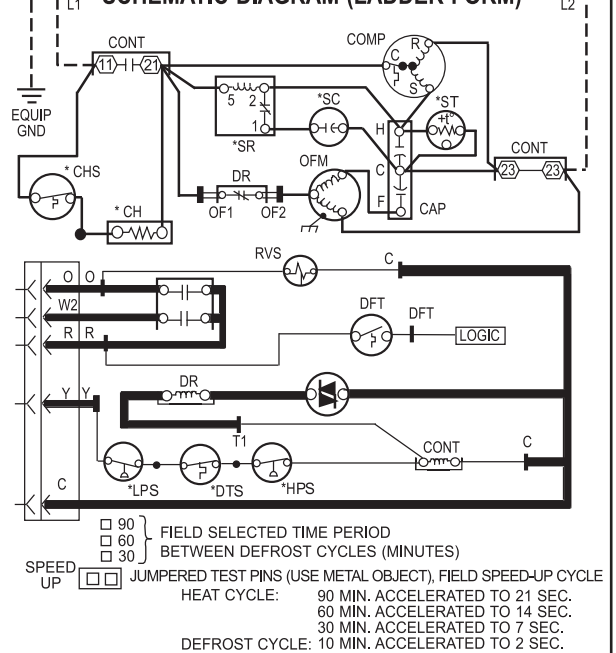 SCHEMATIC DIAGRAM (LADDER FORM)
L1
L2
CONT
11
21
COMP
C
R
S
EQUIP
GND
5
2
1
*SR
*SC
H
*ST
+t°
CONT
23
23
* CHS
* CH
DR
OF1
OF2
OFM
C
F
CAP
RVS
C
O
O
W2
R
R
DFT
DFT
LOGIC
DR
Y
Y
T1
CONT
C
*LPS
*DTS
*HPS
C
90
60
30
FIELD SELECTED TIME PERIOD
BETWEEN DEFROST CYCLES (MINUTES)
SPEED
UP
JUMPERED TEST PINS (USE METAL OBJECT), FIELD SPEED-UP CYCLE
HEAT CYCLE: 90 MIN. ACCELERATED TO 21 SEC.
60 MIN. ACCELERATED TO 14 SEC.
30 MIN. ACCELERATED TO 7 SEC.
DEFROST CYCLE: 10 MIN. ACCELERATED TO 2 SEC.